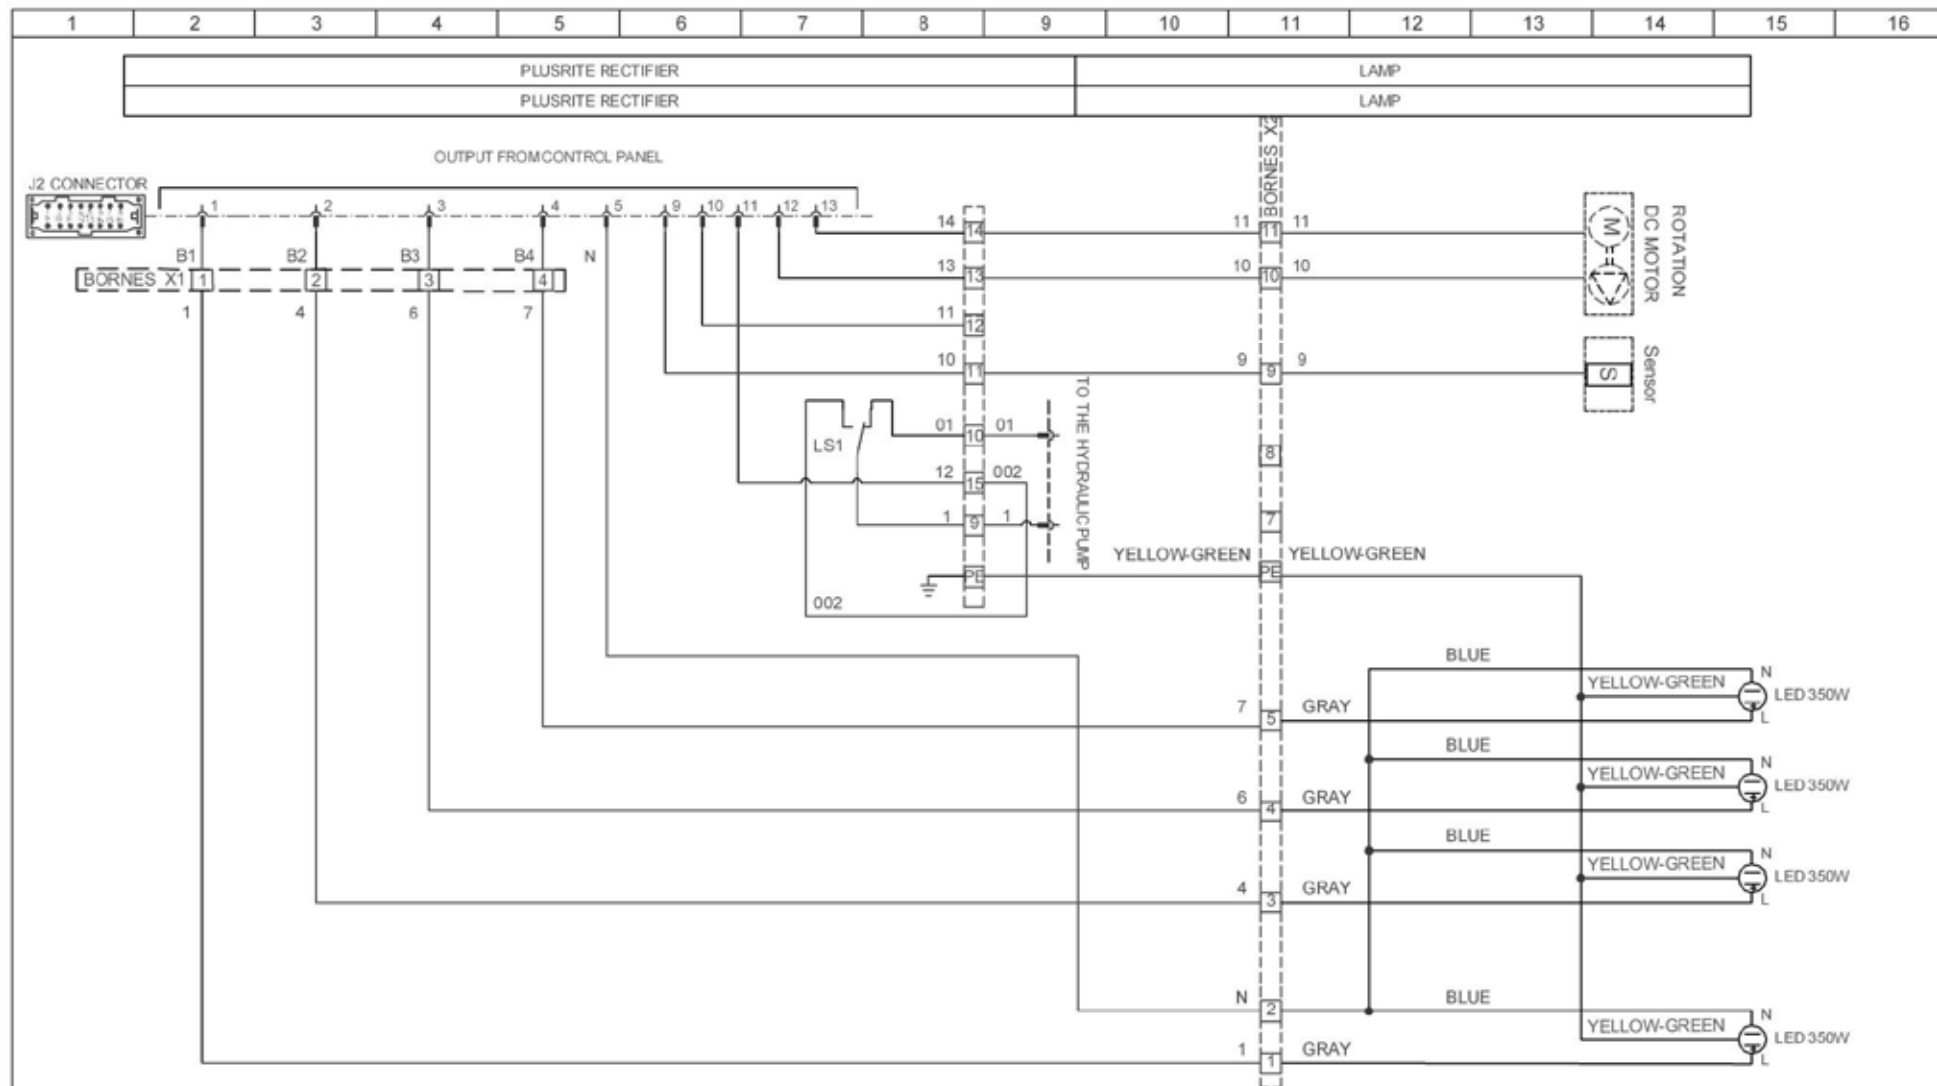 1 2 3 4 5 6 7 8 9 10 11 12 13 14 15 16
PLUSRITE RECTIFIER LAMP
PLUSRITE RECTIFIER LAMP
BORNES X2
OUTPUT FROM CONTROL PANEL
J2 CONNECTOR
1 2 3 4 5 9 10 11 12 13
14 14 11 11 11
M
ROTATION
DC MOTOR
B1 B2 B3 B4 N
13 13 10 10 10
BORNES X1 1 2 3 4
1 4 6 7
11 12
10 11 9 9 9
S
Sensor
TO THE HYDRAULIC PUMP
LS1
01 10 01
8
12 15 002
1 9 1
7
YELLOW-GREEN YELLOW-GREEN
PE PE
002
BLUE
N
YELLOW-GREEN
LED 350W
7 5 GRAY
L
BLUE
N
YELLOW-GREEN
LED 350W
6 4 GRAY
L
BLUE
N
YELLOW-GREEN
LED 350W
4 3 GRAY
L
N 2 BLUE
N
YELLOW-GREEN
LED 350W
1 1 GRAY
L